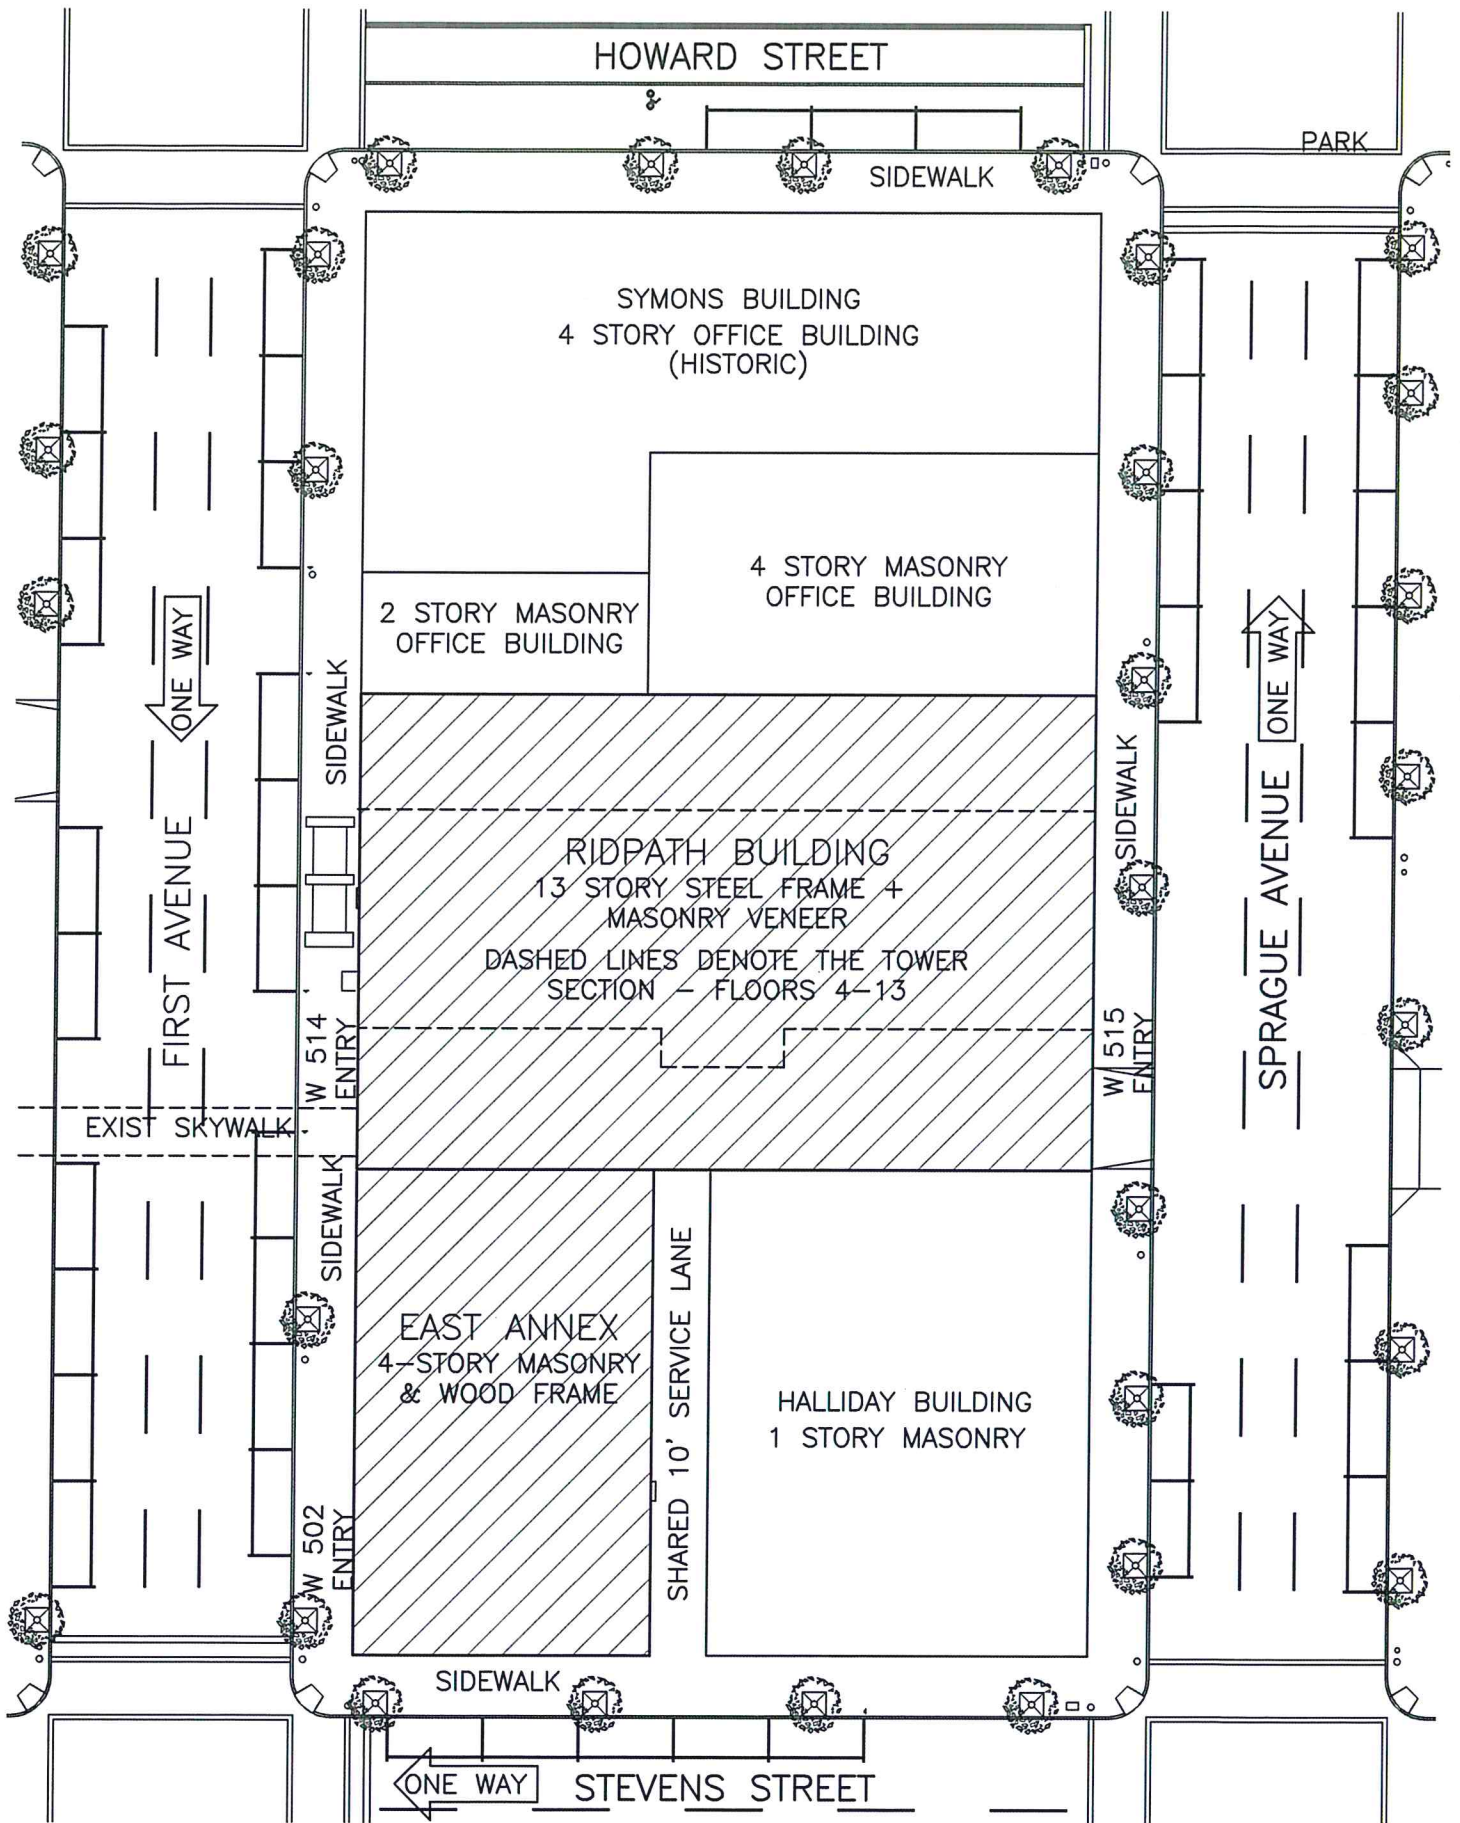 HOWARD STREET
PARK
SIDEWALK
SYMONS BUILDING
4 STORY OFFICE BUILDING
(HISTORIC)
4 STORY MASONRY
OFFICE BUILDING
2 STORY MASONRY
OFFICE BUILDING
ONE WAY
ONE WAY
SIDEWALK
SIDEWALK
FIRST AVENUE
SPRAGUE AVENUE
RIDPATH BUILDING
13 STORY STEEL FRAME +
MASONRY VENEER
DASHED LINES DENOTE THE TOWER
SECTION - FLOORS 4-13
W 514
ENTRY
W 515
ENTRY
EXIST SKYWALK
SIDEWALK
EAST ANNEX
4-STORY MASONRY
& WOOD FRAME
SHARED 10' SERVICE LANE
HALLIDAY BUILDING
1 STORY MASONRY
W 502
ENTRY
SIDEWALK
ONE WAY
STEVENS STREET